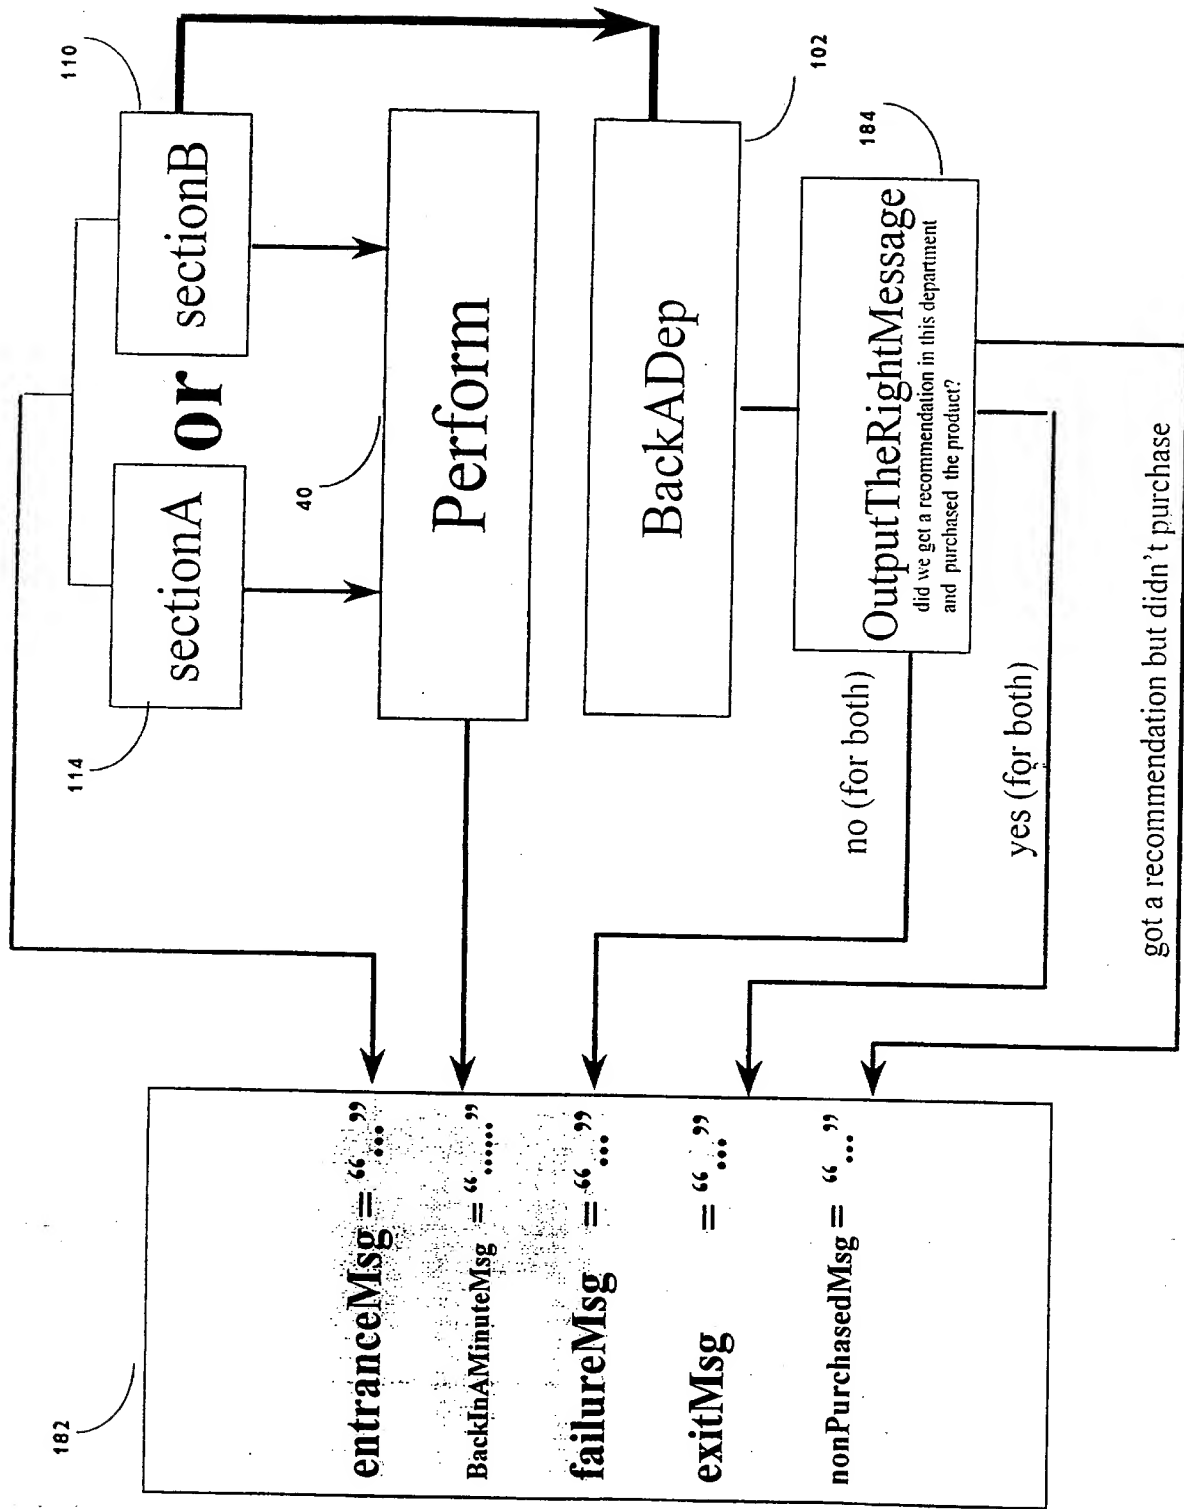 182
entranceMsg = “...”
BackInAMinuteMsg = “......”
failureMsg = “...”
exitMsg = “...”
nonPurchasedMsg = “...”
114
sectionA
or
sectionB
110
40
Perform
BackADep
102
184
OutputTheRightMessage
did we get a recommendation in this department
and purchased the product?
no (for both)
yes (for both)
got a recommendation but didn’t purchase